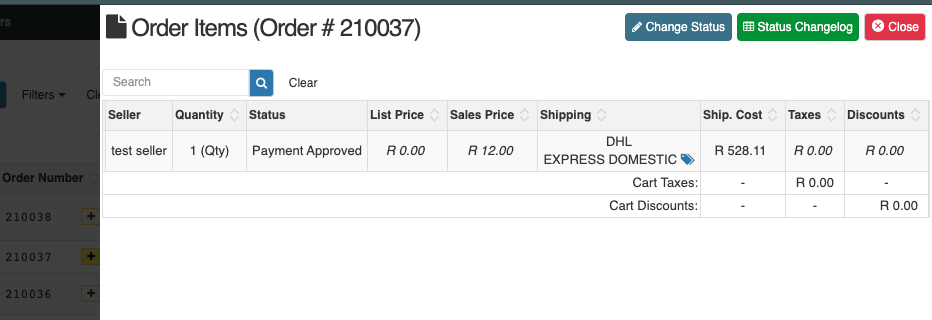 rs
Order Items (Order # 210037)
Change Status
Status Changelog
Close
Filters
Cl
Search
Clear
Seller Quantity Status List Price Sales Price Shipping Ship. Cost Taxes Discounts
test seller 1 (Qty) Payment Approved R 0.00 R 12.00 DHL R 528.11 R 0.00 R 0.00
EXPRESS DOMESTIC
Cart Taxes: - R 0.00 -
Cart Discounts: - - R 0.00
Order Number
210038 +
210037 +
210036 +